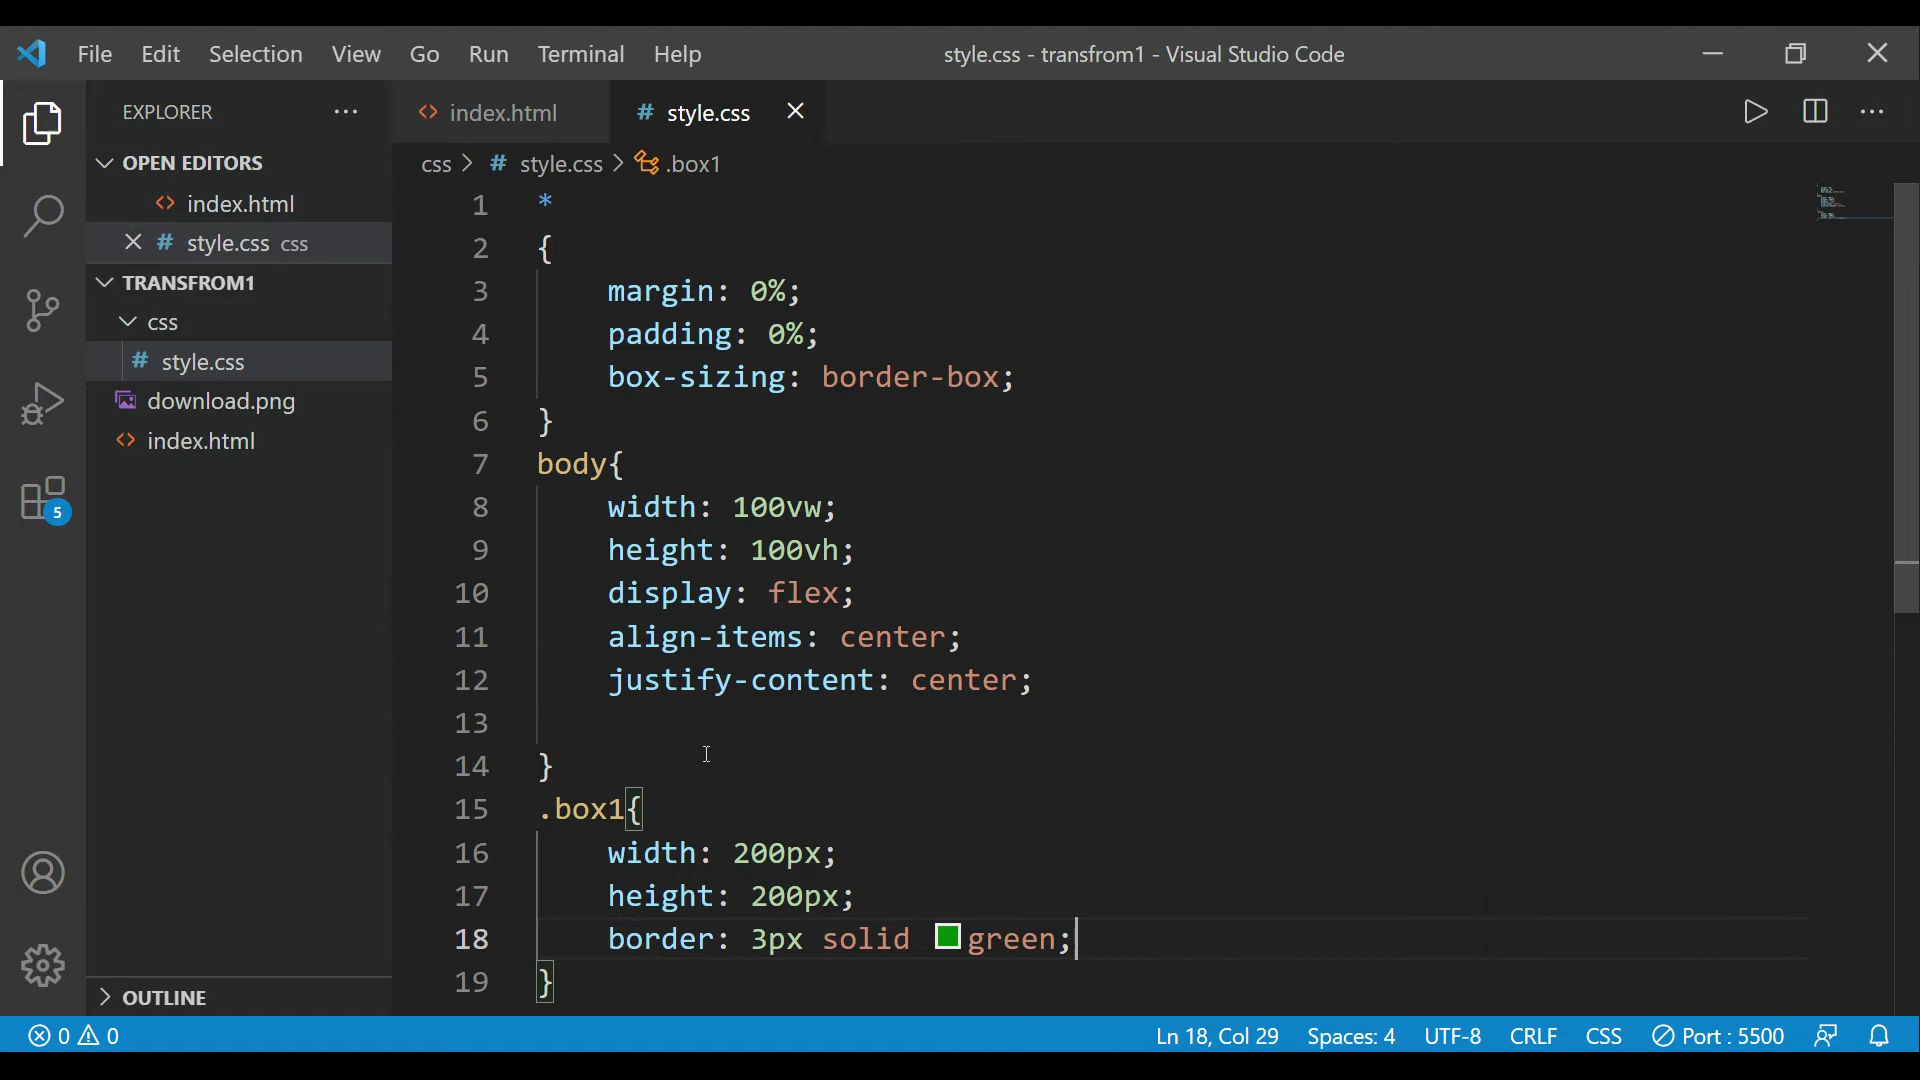 File Edit Selection View Go Run Terminal Help style.css - transfrom1 - Visual Studio Code
EXPLORER
OPEN EDITORS
index.html
style.css css
TRANSFROM1
css
style.css
download.png
index.html
5
OUTLINE
index.html # style.css
css > # style.css > .box1
1 *
2 {
3 margin: 0%;
4 padding: 0%;
5 box-sizing: border-box;
6 }
7 body{
8 width: 100vw;
9 height: 100vh;
10 display: flex;
11 align-items: center;
12 justify-content: center;
13
14 }
15 .box1{
16 width: 200px;
17 height: 200px;
18 border: 3px solid green;
19 }
0 0 Ln 18, Col 29 Spaces: 4 UTF-8 CRLF CSS Port : 5500